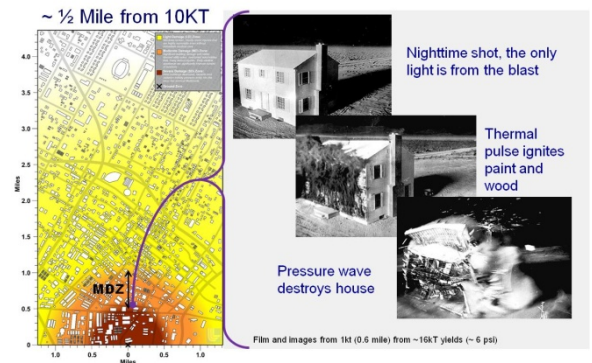 ~ ½ Mile from 10KT
Nighttime shot, the only
light is from the blast
Thermal
pulse ignites
paint and
wood
Pressure wave
destroys house
Film and images from 1kt (0.6 mile) from ~16kT yields (~ 6 psi)
4.0
3.5
3.0
2.5
2.0
1.5
1.0
0.5
0
Miles
MDZ
1.0
0.5
0
0.5
1.0
Miles